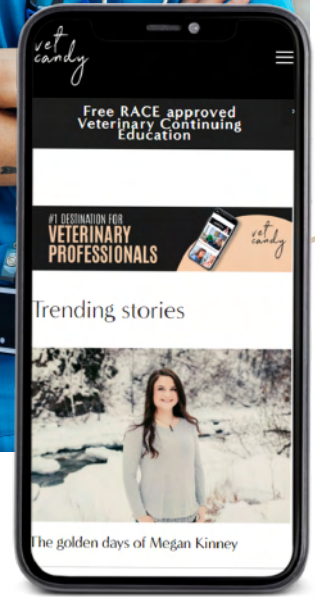 vet
candy
Free RACE approved
Veterinary Continuing
Education
#1 DESTINATION FOR
VETERINARY
PROFESSIONALS
vet
candy
Trending stories
The golden days of Megan Kinney